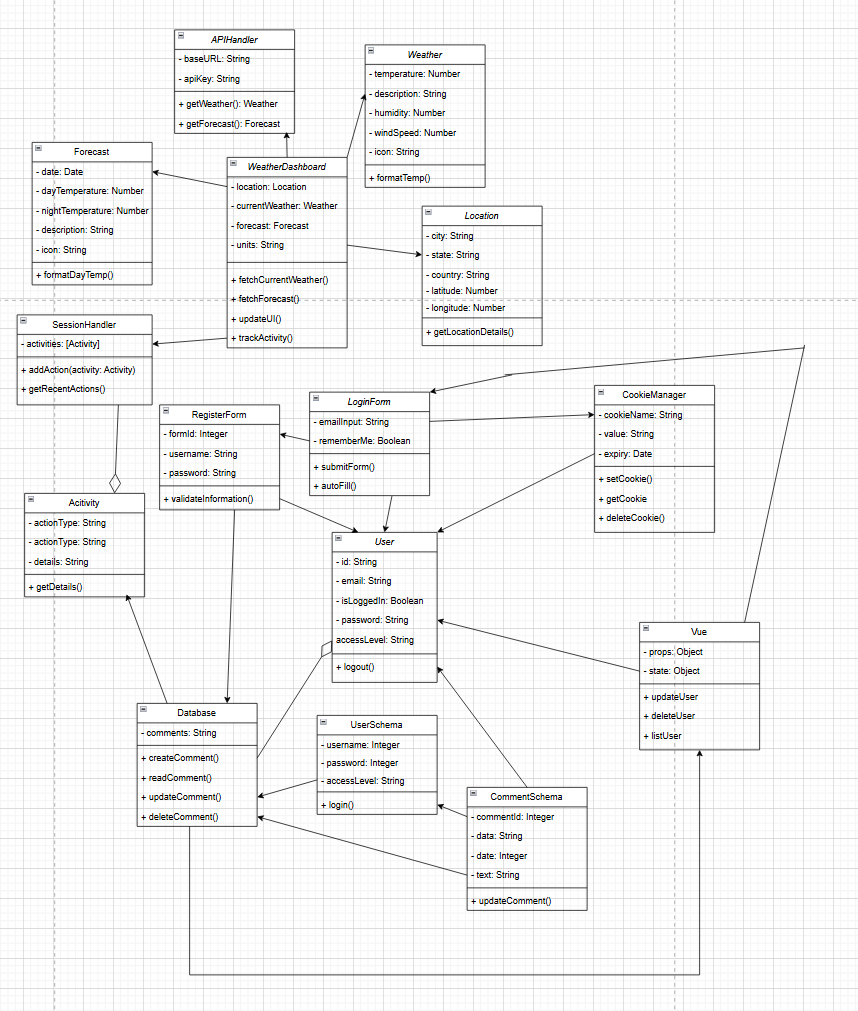 APIHandler
- baseURL: String
- apiKey: String
+ getWeather(): Weather
+ getForecast(): Forecast
Weather
- temperature: Number
- description: String
- humidity: Number
- windSpeed: Number
- icon: String
+ formatTemp()
Forecast
- date: Date
- dayTemperature: Number
- nightTemperature: Number
- description: String
- icon: String
+ formatDayTemp()
WeatherDashboard
- location: Location
- currentWeather: Weather
- forecast: Forecast
- units: String
+ fetchCurrentWeather()
+ fetchForecast()
+ updateUI()
+ trackActivity()
Location
- city: String
- state: String
- country: String
- latitude: Number
- longitude: Number
+ getLocationDetails()
SessionHandler
- activities: [Activity]
+ addAction(activity: Activity)
+ getRecentActions()
RegisterForm
- formId: Integer
- username: String
- password: String
+ validateInformation()
LoginForm
- emailInput: String
- rememberMe: Boolean
+ submitForm()
+ autoFill()
CookieManager
- cookieName: String
- value: String
- expiry: Date
+ setCookie()
+ getCookie
+ deleteCookie()
Acitivity
- actionType: String
- actionType: String
- details: String
+ getDetails()
User
- id: String
- email: String
- isLoggedIn: Boolean
- password: String
accessLevel: String
+ logout()
Vue
- props: Object
- state: Object
+ updateUser
+ deleteUser
+ listUser
Database
- comments: String
+ createComment()
+ readComment()
+ updateComment()
+ deleteComment()
UserSchema
- username: Integer
- password: Integer
- accessLevel: String
+ login()
CommentSchema
- commentId: Integer
- data: String
- date: Integer
- text: String
+ updateComment()